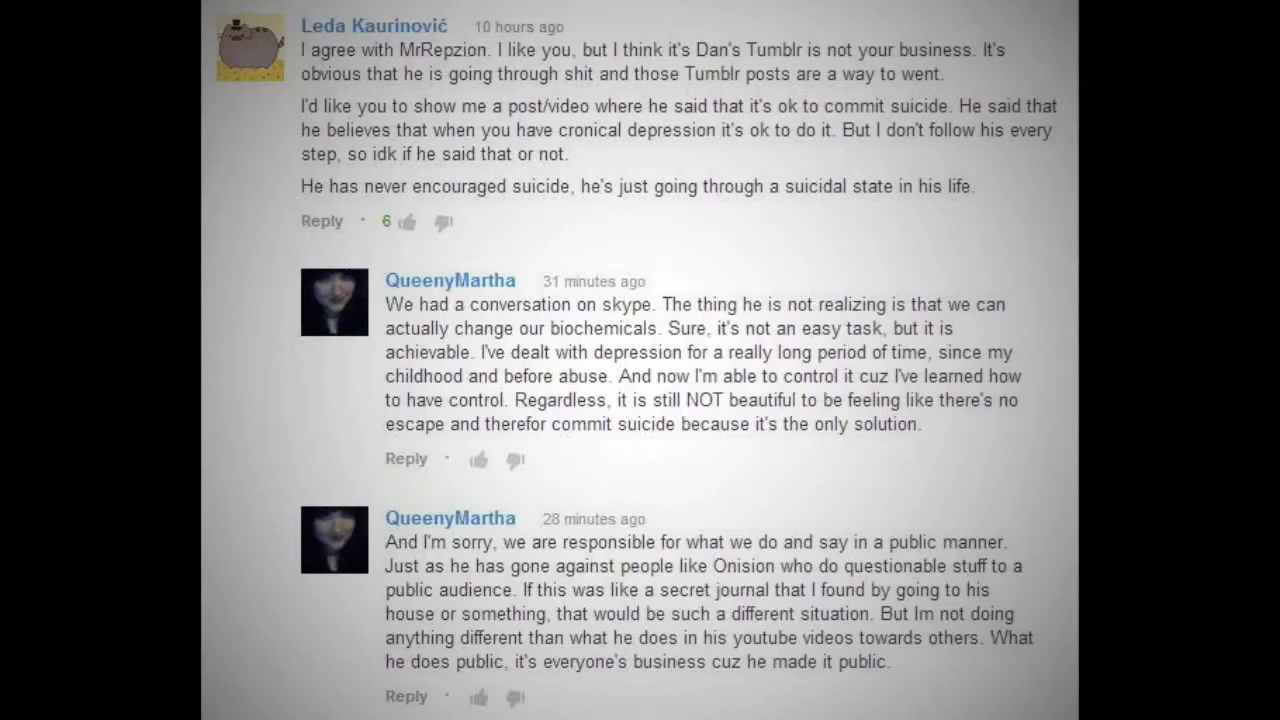 Leda Kaurinović 10 hours ago
I agree with MrRepzion. I like you, but I think it's Dan's Tumblr is not your business. It's
obvious that he is going through shit and those Tumblr posts are a way to went.
I'd like you to show me a post/video where he said that it's ok to commit suicide. He said that
he believes that when you have cronical depression it's ok to do it. But I don't follow his every
step, so idk if he said that or not.
He has never encouraged suicide, he's just going through a suicidal state in his life.
Reply · 6
QueenyMartha 31 minutes ago
We had a conversation on skype. The thing he is not realizing is that we can
actually change our biochemicals. Sure, it's not an easy task, but it is
achievable. I've dealt with depression for a really long period of time, since my
childhood and before abuse. And now I'm able to control it cuz I've learned how
to have control. Regardless, it is still NOT beautiful to be feeling like there's no
escape and therefor commit suicide because it's the only solution.
Reply ·
QueenyMartha 28 minutes ago
And I'm sorry, we are responsible for what we do and say in a public manner.
Just as he has gone against people like Onision who do questionable stuff to a
public audience. If this was like a secret journal that I found by going to his
house or something, that would be such a different situation. But Im not doing
anything different than what he does in his youtube videos towards others. What
he does public, it's everyone's business cuz he made it public.
Reply ·